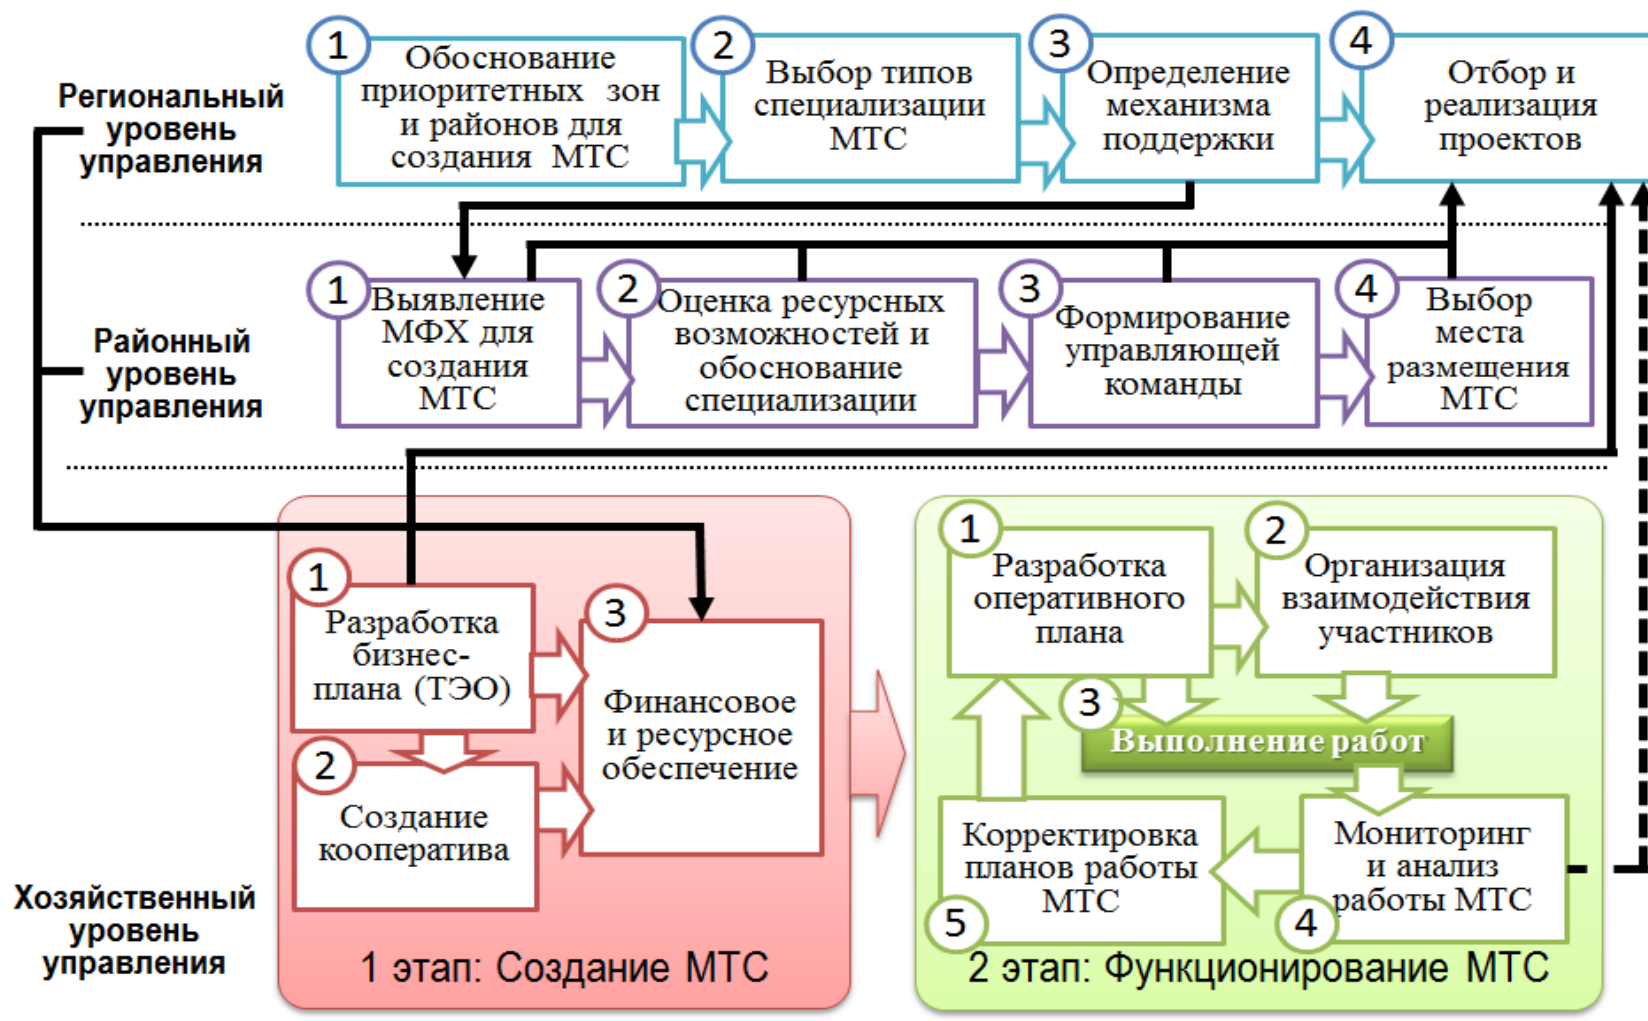 Региональный
уровень
управления
1
Обоснование
приоритетных зон
и районов для
создания МТС
2
Выбор типов
специализации
МТС
3
Определение
механизма
поддержки
4
Отбор и
реализация
проектов
Районный
уровень
управления
1
Выявление
МФХ для
создания
МТС
2
Оценка ресурсных
возможностей и
обоснование
специализации
3
Формирование
управляющей
команды
4
Выбор
места
размещения
МТС
Хозяйственный
уровень
управления
1
Разработка
бизнес-
плана (ТЭО)
2
Создание
кооператива
3
Финансовое
и ресурсное
обеспечение
1 этап: Создание МТС
1
Разработка
оперативного
плана
2
Организация
взаимодействия
участников
3
Выполнение работ
4
Мониторинг
и анализ
работы МТС
5
Корректировка
планов работы
МТС
2 этап: Функционирование МТС